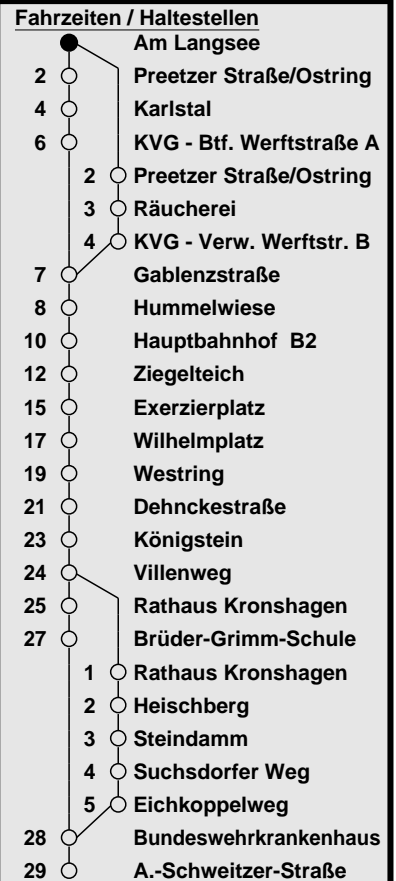 Fahrzeiten / Haltestellen
Am Langsee
2 Preetzer Straße/Ostring
4 Karlstal
6 KVG - Btf. Werftstraße A
2 Preetzer Straße/Ostring
3 Räucherei
4 KVG - Verw. Werftstr. B
7 Gablenzstraße
8 Hummelwiese
10 Hauptbahnhof B2
12 Ziegelteich
15 Exerzierplatz
17 Wilhelmplatz
19 Westring
21 Dehnckestraße
23 Königstein
24 Villenweg
25 Rathaus Kronshagen
27 Brüder-Grimm-Schule
1 Rathaus Kronshagen
2 Heischberg
3 Steindamm
4 Suchsdorfer Weg
5 Eichkoppelweg
28 Bundeswehrkrankenhaus
29 A.-Schweitzer-Straße